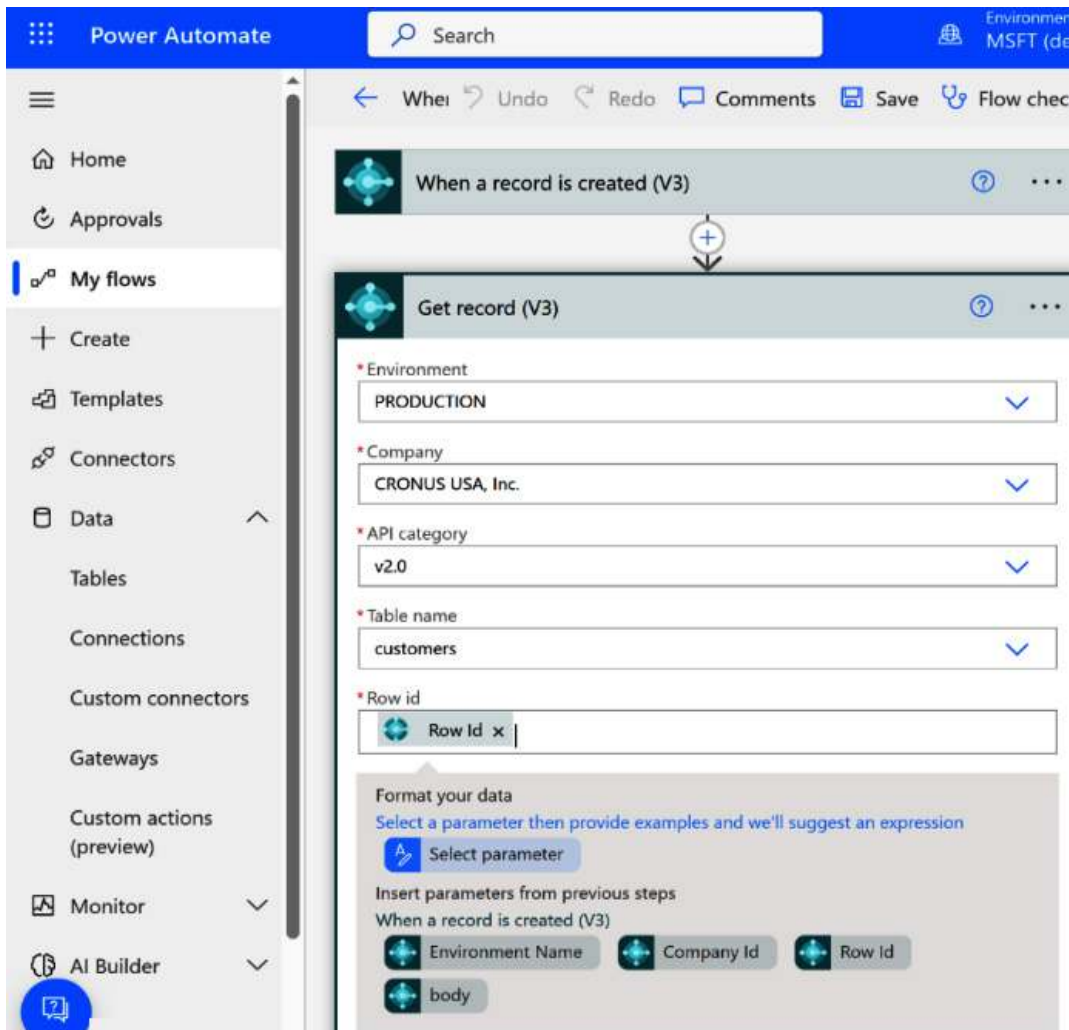 Power Automate
Search
Environmen
MSFT (de
Wher
Undo
Redo
Comments
Save
Flow chec
Home
Approvals
My flows
Create
Templates
Connectors
Data
Tables
Connections
Custom connectors
Gateways
Custom actions
(preview)
Monitor
AI Builder
When a record is created (V3)
Get record (V3)
*Environment
PRODUCTION
*Company
CRONUS USA, Inc.
*API category
v2.0
*Table name
customers
*Row id
Row Id ×
Format your data
Select a parameter then provide examples and we'll suggest an expression
Select parameter
Insert parameters from previous steps
When a record is created (V3)
Environment Name
Company Id
Row Id
body